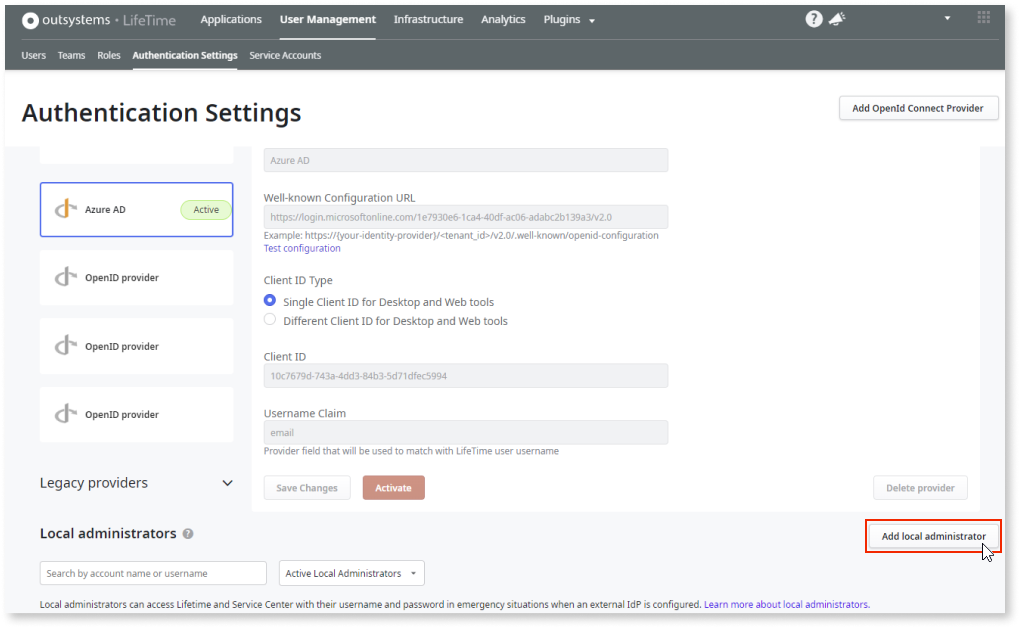 outsystems • LifeTime Applications User Management Infrastructure Analytics Plugins ?
Users Teams Roles Authentication Settings Service Accounts
Authentication Settings
Add OpenId Connect Provider
Azure AD
Azure AD Active
Well-known Configuration URL
https://login.microsoftonline.com/1e7930e6-1ca4-40df-ac06-adabc2b139a3/v2.0
Example: https://{your-identity-provider}/<tenant_id>/v2.0/.well-known/openid-configuration
Test configuration
OpenID provider
Client ID Type
Single Client ID for Desktop and Web tools
Different Client ID for Desktop and Web tools
OpenID provider
Client ID
10c7679d-743a-4dd3-84b3-5d71dfec5994
OpenID provider
Username Claim
email
Provider field that will be used to match with LifeTime user username
Legacy providers
Save Changes Activate Delete provider
Local administrators ?
Add local administrator
Search by account name or username Active Local Administrators
Local administrators can access Lifetime and Service Center with their username and password in emergency situations when an external IdP is configured. Learn more about local administrators.